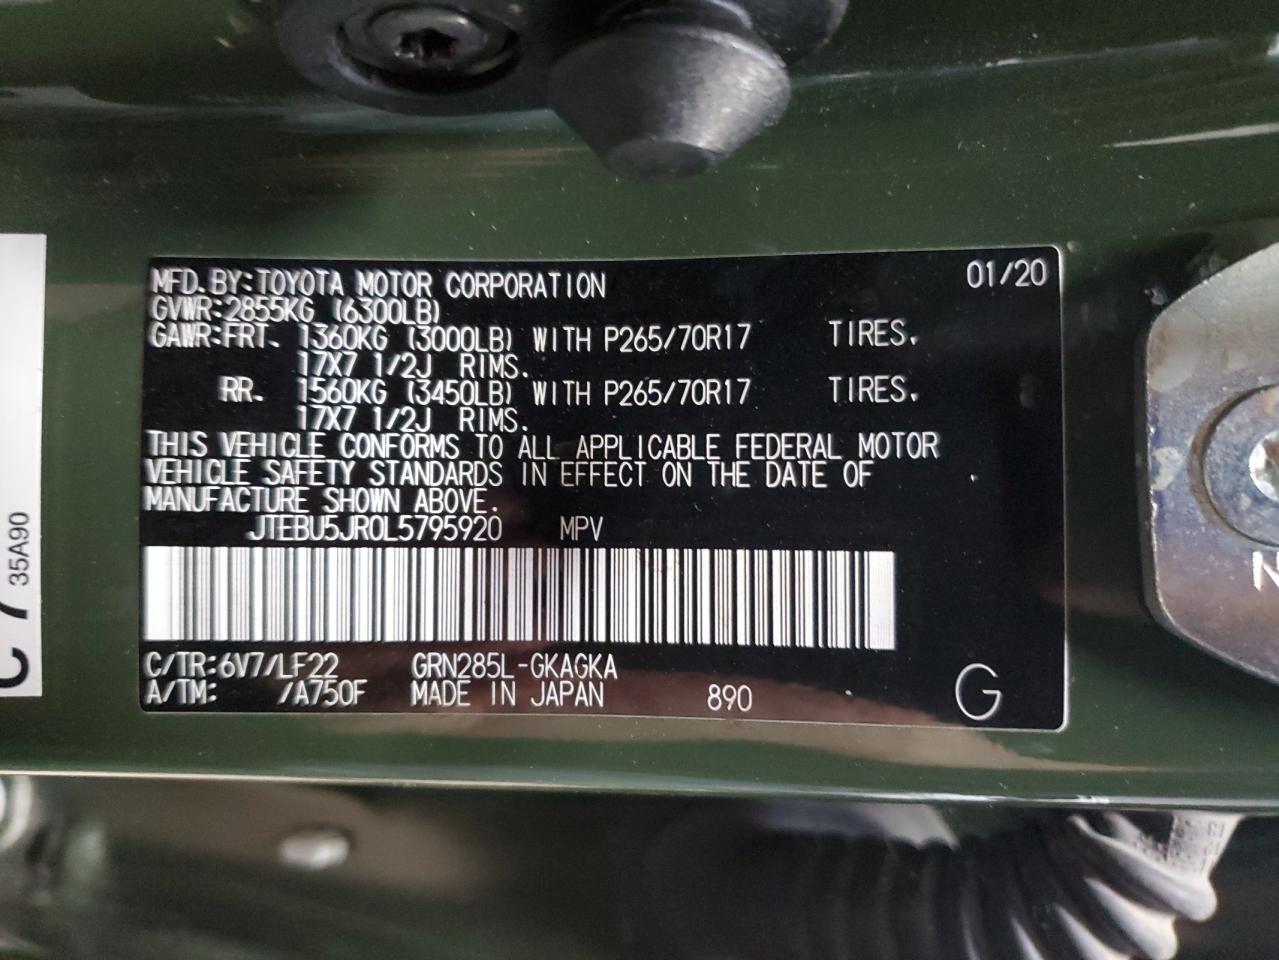 MFD. BY: TOYOTA MOTOR CORPORATION 01/20
GVWR: 2855KG (6300LB)
GAWR: FRT. 1360KG (3000LB) WITH P265/70R17 TIRES.
17X7 1/2J RIMS.
RR. 1560KG (3450LB) WITH P265/70R17 TIRES.
17X7 1/2J RIMS.
THIS VEHICLE CONFORMS TO ALL APPLICABLE FEDERAL MOTOR
VEHICLE SAFETY STANDARDS IN EFFECT ON THE DATE OF
MANUFACTURE SHOWN ABOVE.
JTEBU5JR0L5795920 MPV
C/TR: 6V7/LF22 GRN285L-GKAGKA
A/TM: /A750F MADE IN JAPAN 890 G
35A90